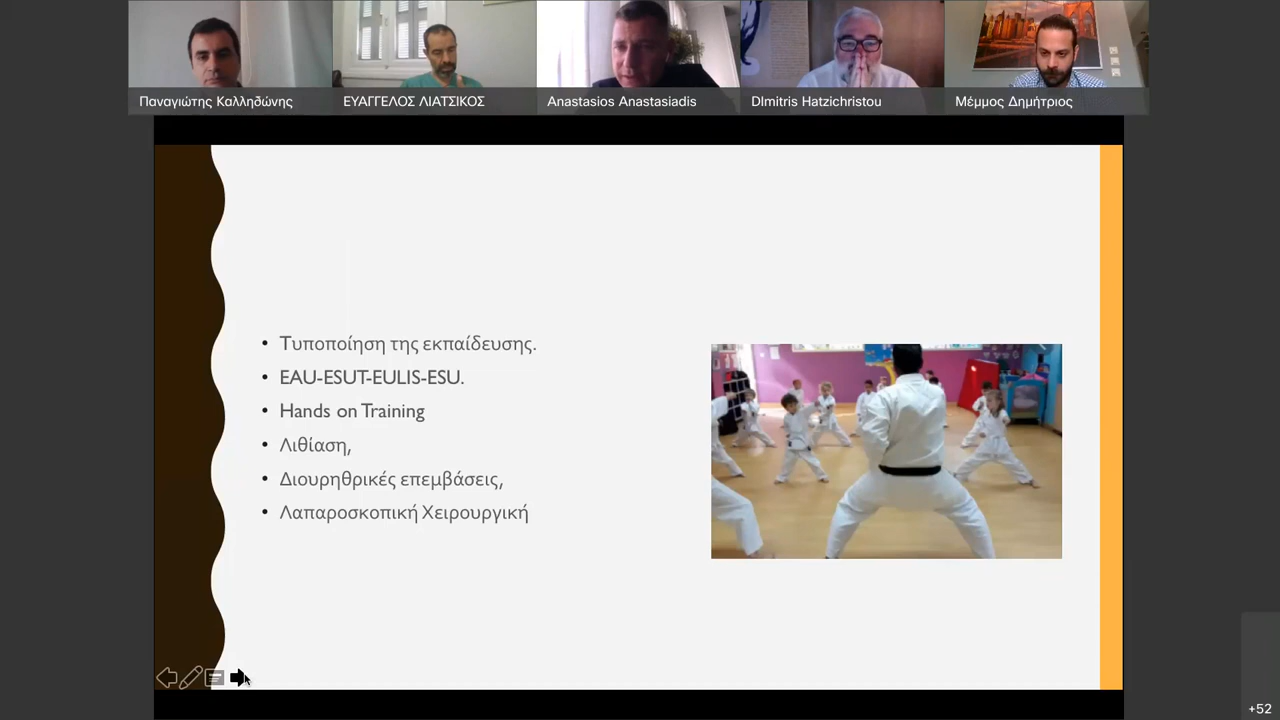 Παναγιώτης Καλληδώνης
ΕΥΑΓΓΕΛΟΣ ΛΙΑΤΣΙΚΟΣ
Anastasios Anastasiadis
DImitris Hatzichristou
Μέμμος Δημήτριος
• Τυποποίηση της εκπαίδευσης.
• EAU-ESUT-EULIS-ESU.
• Hands on Training
• Λιθίαση,
• Διουρηθρικές επεμβάσεις,
• Λαπαροσκοπική Χειρουργική
+52